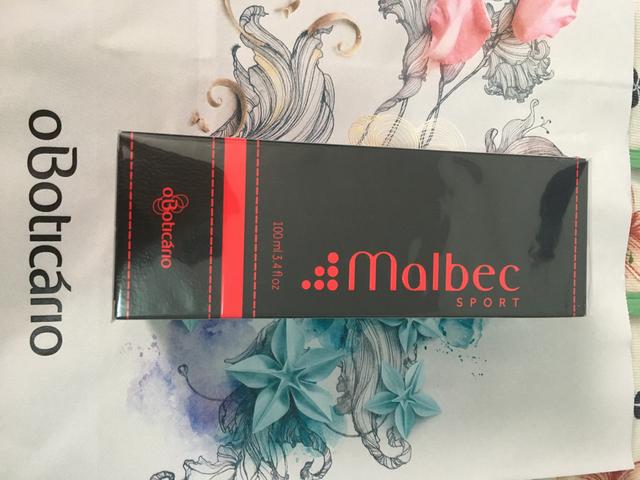 oBoticário
oBoticário
100 ml 3.4 fl oz
Malbec
SPORT